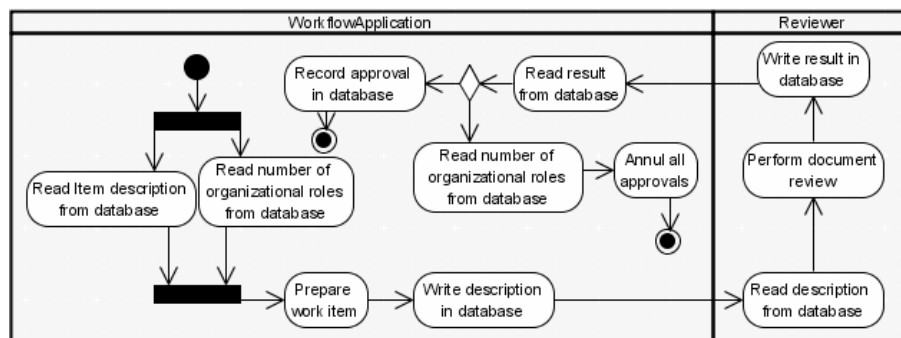 WorkflowApplication
Reviewer
Record approval
in database
Read result
from database
Write result in
database
Read Item description
from database
Read number of
organizational roles
from database
Read number of
organizational roles
from database
Annul all
approvals
Perform document
review
Prepare
work item
Write description
in database
Read description
from database